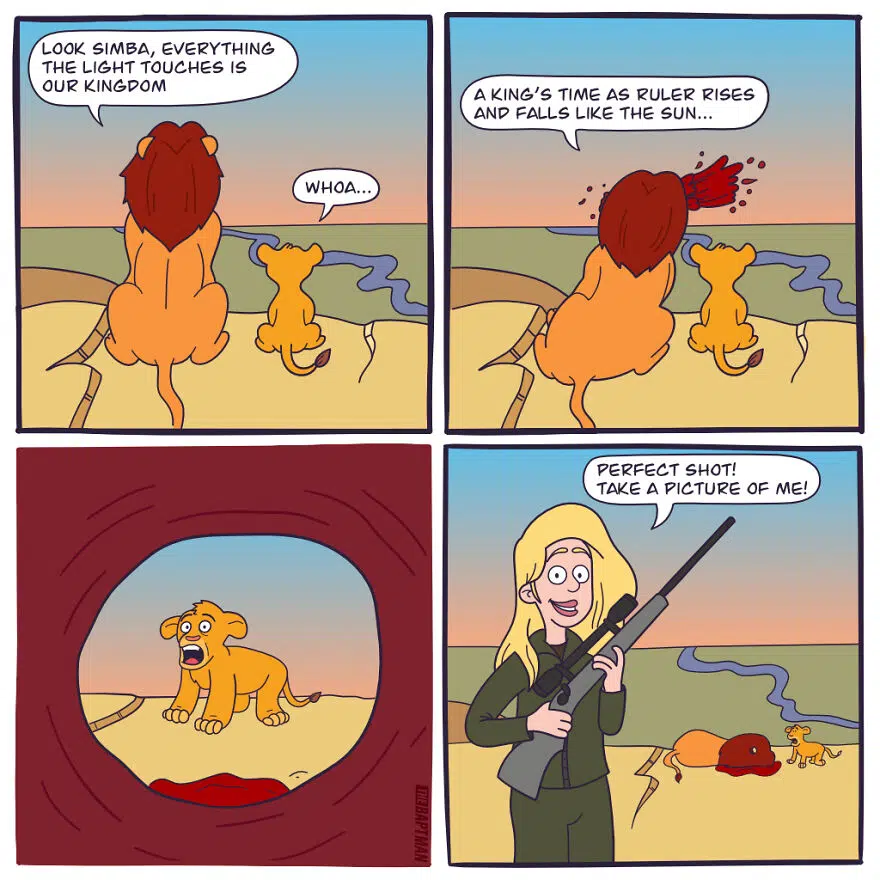 LOOK SIMBA, EVERYTHING
THE LIGHT TOUCHES IS
OUR KINGDOM
WHOA...
A KING'S TIME AS RULER RISES
AND FALLS LIKE THE SUN...
PERFECT SHOT!
TAKE A PICTURE OF ME!